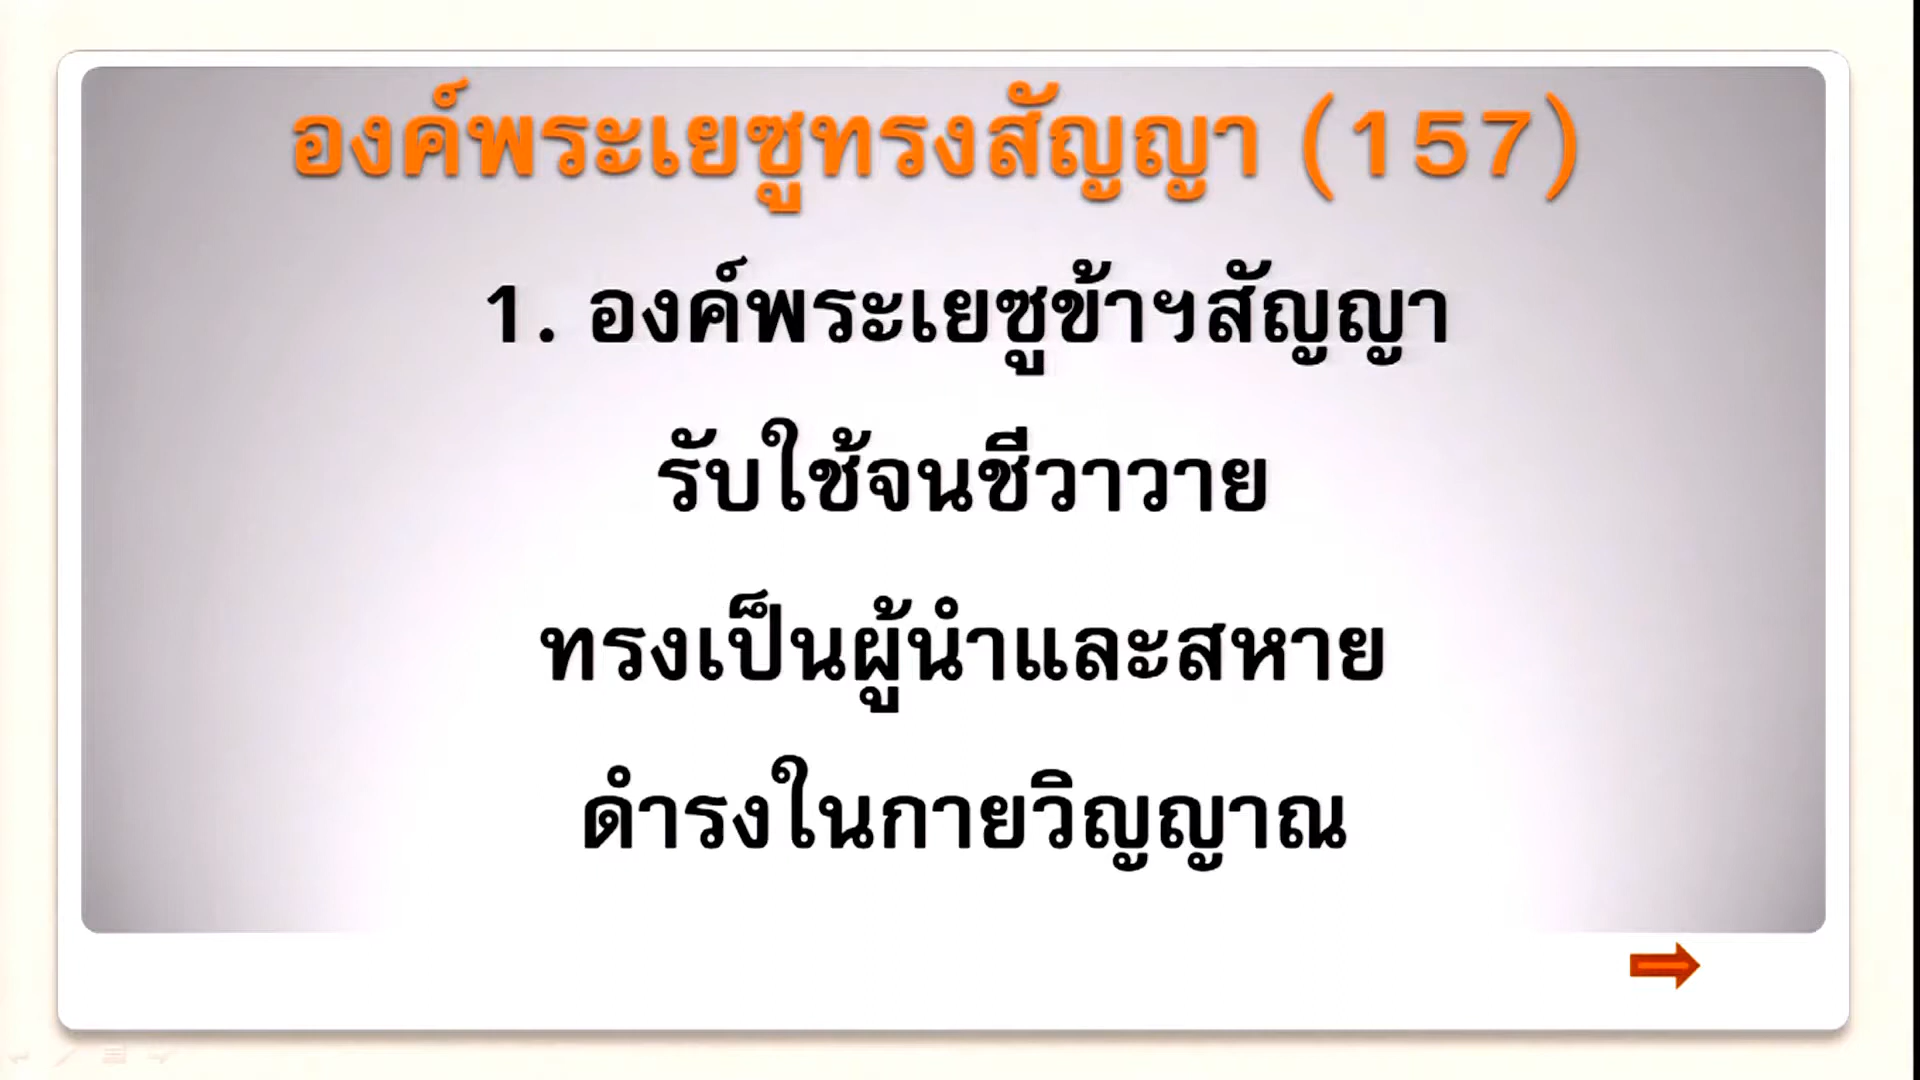 องค์พระเยซูทรงสัญญา (157)
1. องค์พระเยซูข้าฯสัญญา
รับใช้จนชีวาวาย
ทรงเป็นผู้นำและสหาย
ดำรงในกายวิญญาณ